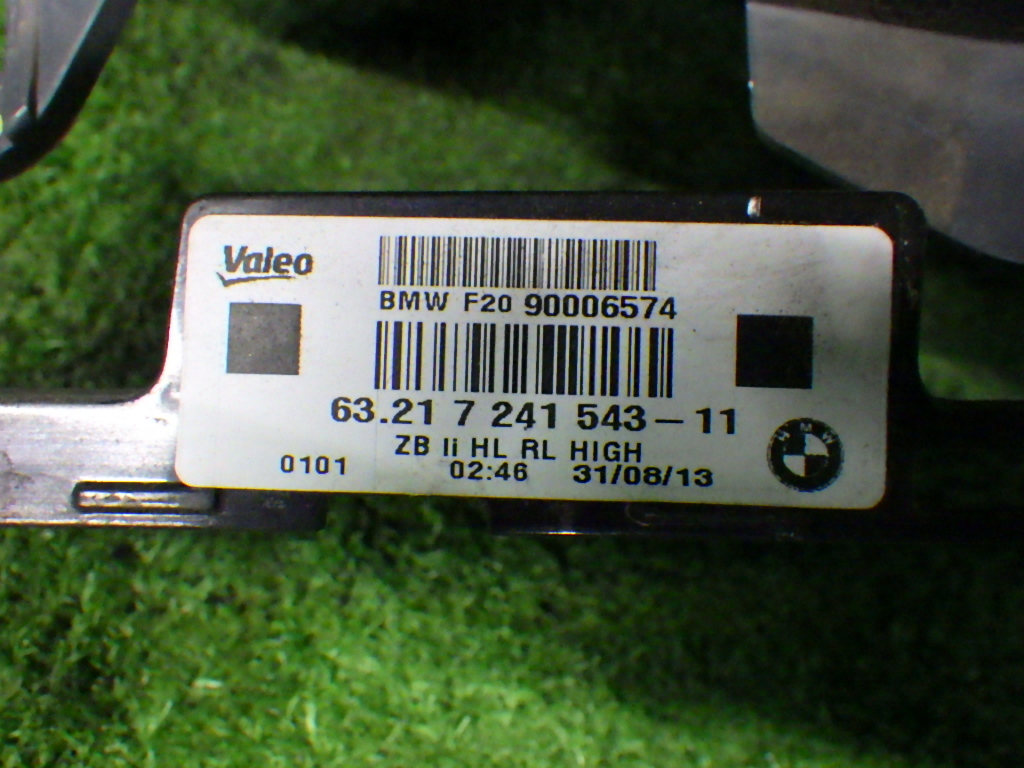 Valeo
BMW F20 90006574
63.21 7 241 543-11
ZB li HL RL HIGH
0101 02:46 31/08/13
BMW